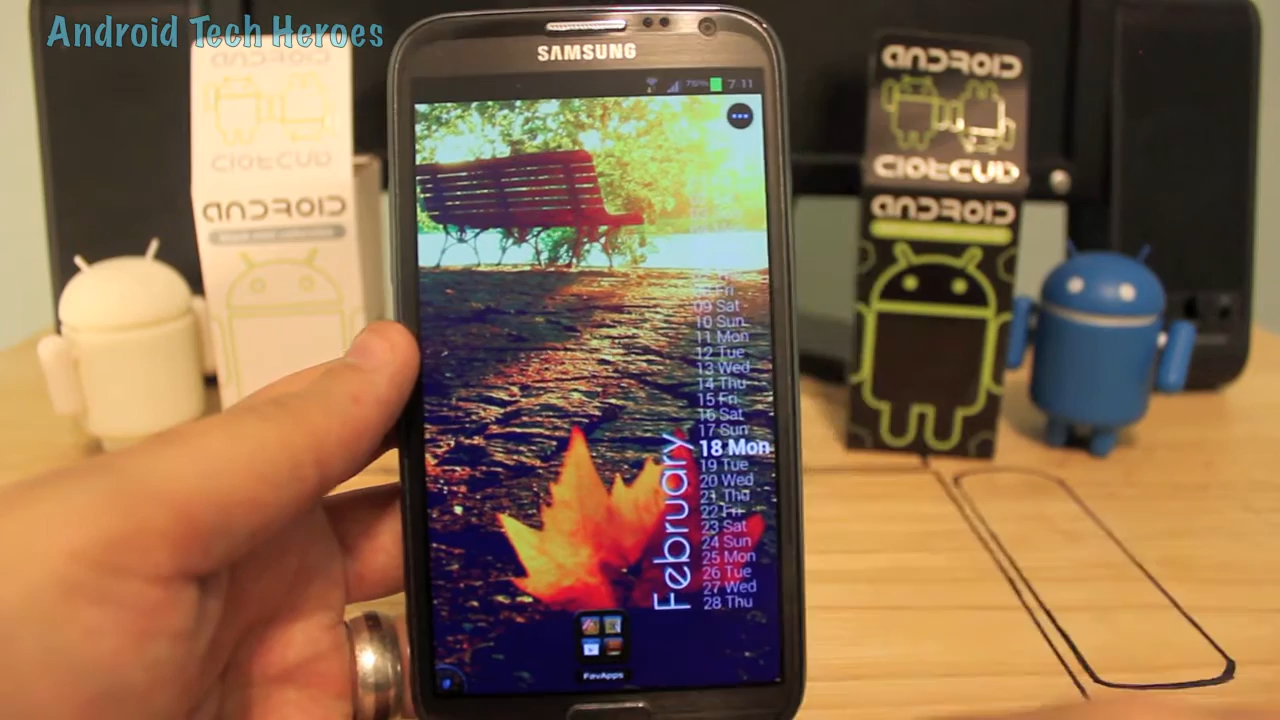 Android Tech Heroes
SAMSUNG
7:11
ANDROID
ANDROID
ANDROID
ANDROID
09 Sat
10 Sun
11 Mon
12 Tue
13 Wed
14 Thu
15 Fri
16 Sat
17 Sun
18 Mon
19 Tue
20 Wed
21 Thu
22 Fri
23 Sat
24 Sun
25 Mon
26 Tue
27 Wed
28 Thu
February
FavApps